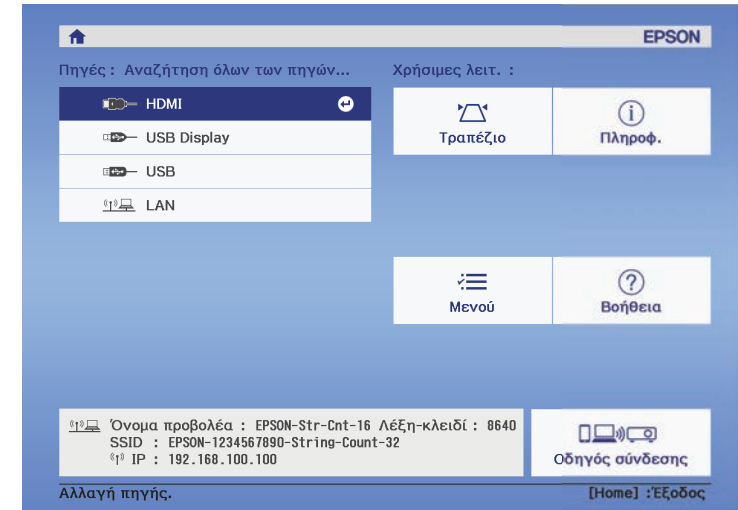 EPSON
Πηγές : Αναζήτηση όλων των πηγών...
HDMI
USB Display
USB
LAN
Χρήσιμες λειτ. :
Τραπέζιο
Πληροφ.
Μενού
Βοήθεια
Όνομα προβολέα : EPSON-Str-Cnt-16 Λέξη-κλειδί : 8640
SSID : EPSON-1234567890-String-Count-32
IP : 192.168.100.100
Οδηγός σύνδεσης
Αλλαγή πηγής.
[Home] :Έξοδος